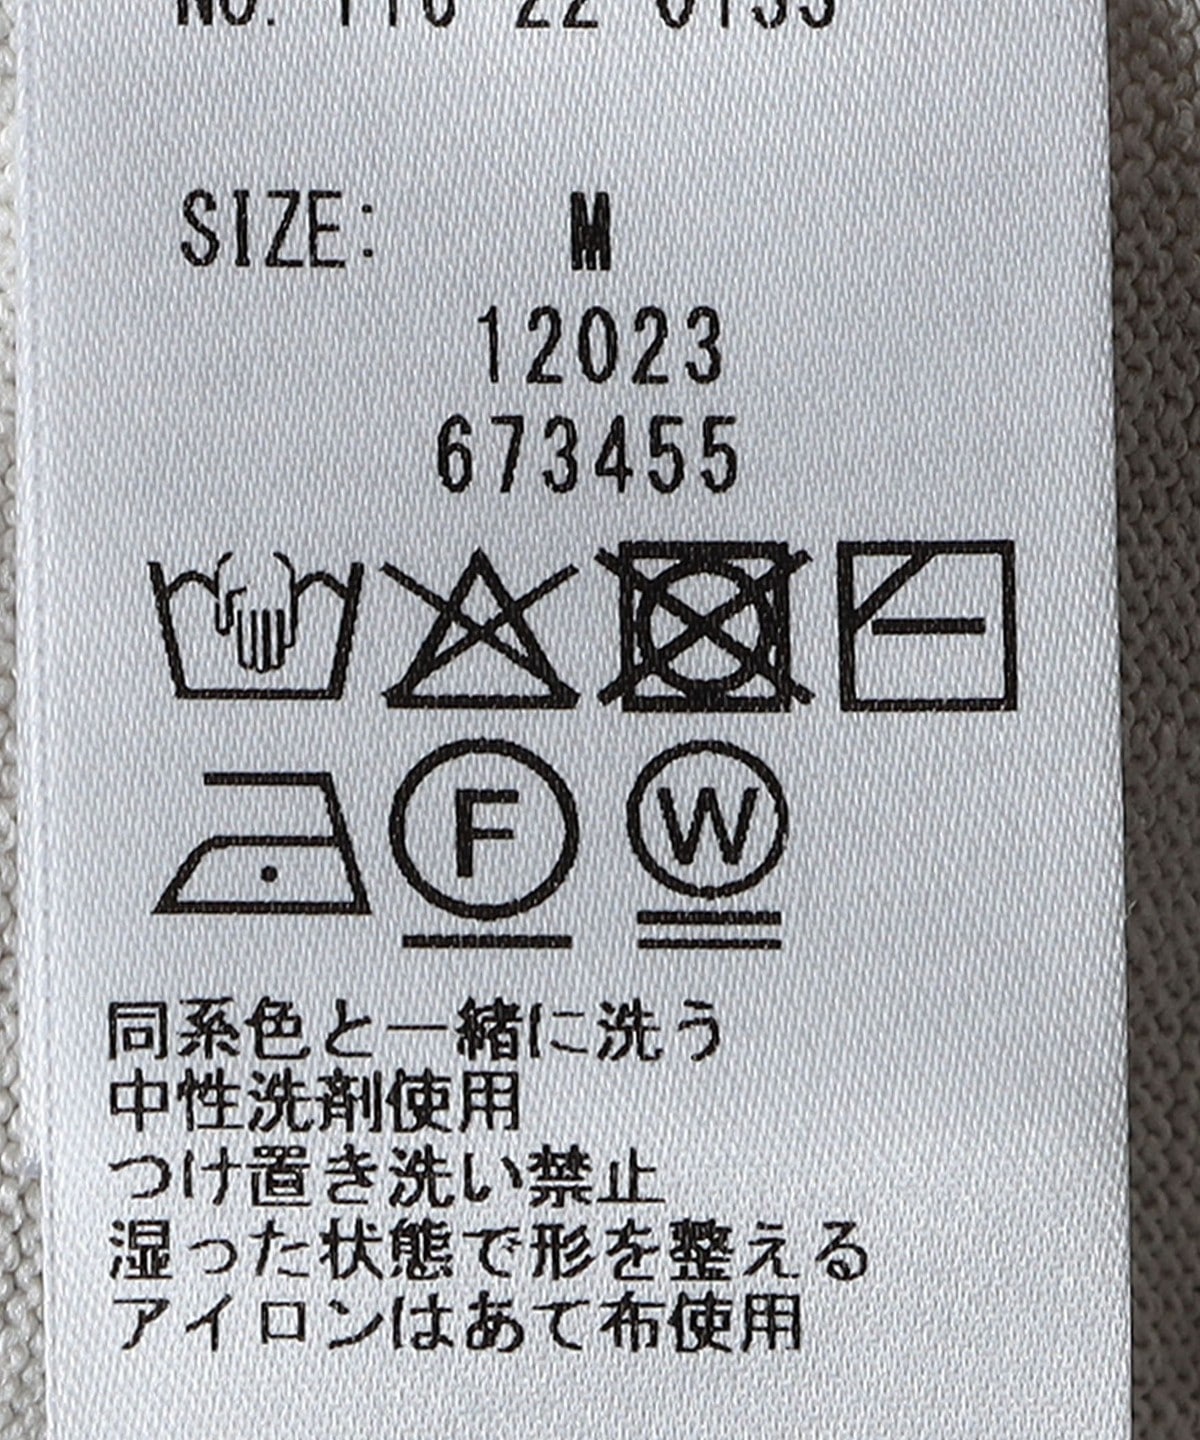 SIZE: M
12023
673455
F W
同系色と一緒に洗う
中性洗剤使用
つけ置き洗い禁止
湿った状態で形を整える
アイロンはあて布使用